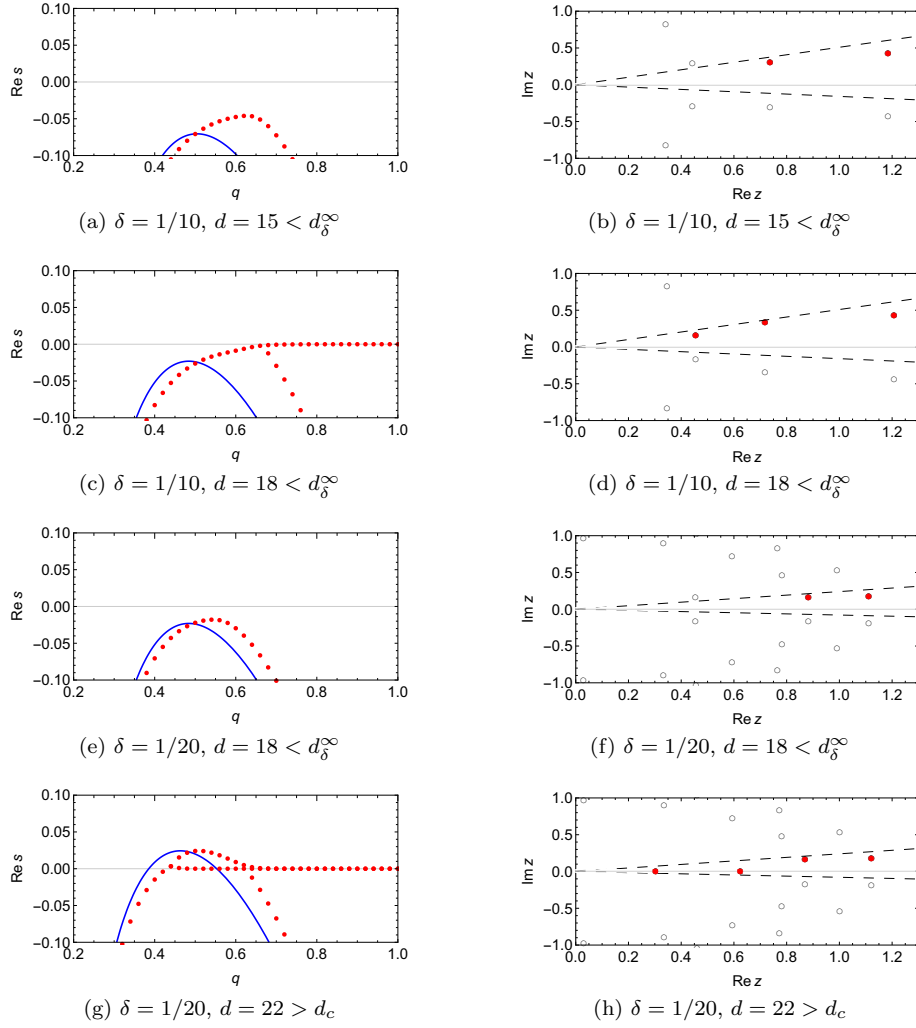 0.10
0.05
0.00
−0.05
−0.10
Re s
0.2 0.4 0.6 0.8 1.0
q
(a) δ = 1/10, d = 15 < d_δ^∞
1.0
0.5
0.0
−0.5
−1.0
Im z
0.0 0.2 0.4 0.6 0.8 1.0 1.2
Re z
(b) δ = 1/10, d = 15 < d_δ^∞
0.10
0.05
0.00
−0.05
−0.10
Re s
0.2 0.4 0.6 0.8 1.0
q
(c) δ = 1/10, d = 18 < d_δ^∞
1.0
0.5
0.0
−0.5
−1.0
Im z
0.0 0.2 0.4 0.6 0.8 1.0 1.2
Re z
(d) δ = 1/10, d = 18 < d_δ^∞
0.10
0.05
0.00
−0.05
−0.10
Re s
0.2 0.4 0.6 0.8 1.0
q
(e) δ = 1/20, d = 18 < d_δ^∞
1.0
0.5
0.0
−0.5
−1.0
Im z
0.0 0.2 0.4 0.6 0.8 1.0 1.2
Re z
(f) δ = 1/20, d = 18 < d_δ^∞
0.10
0.05
0.00
−0.05
−0.10
Re s
0.2 0.4 0.6 0.8 1.0
q
(g) δ = 1/20, d = 22 > d_c
1.0
0.5
0.0
−0.5
−1.0
Im z
0.0 0.2 0.4 0.6 0.8 1.0 1.2
Re z
(h) δ = 1/20, d = 22 > d_c